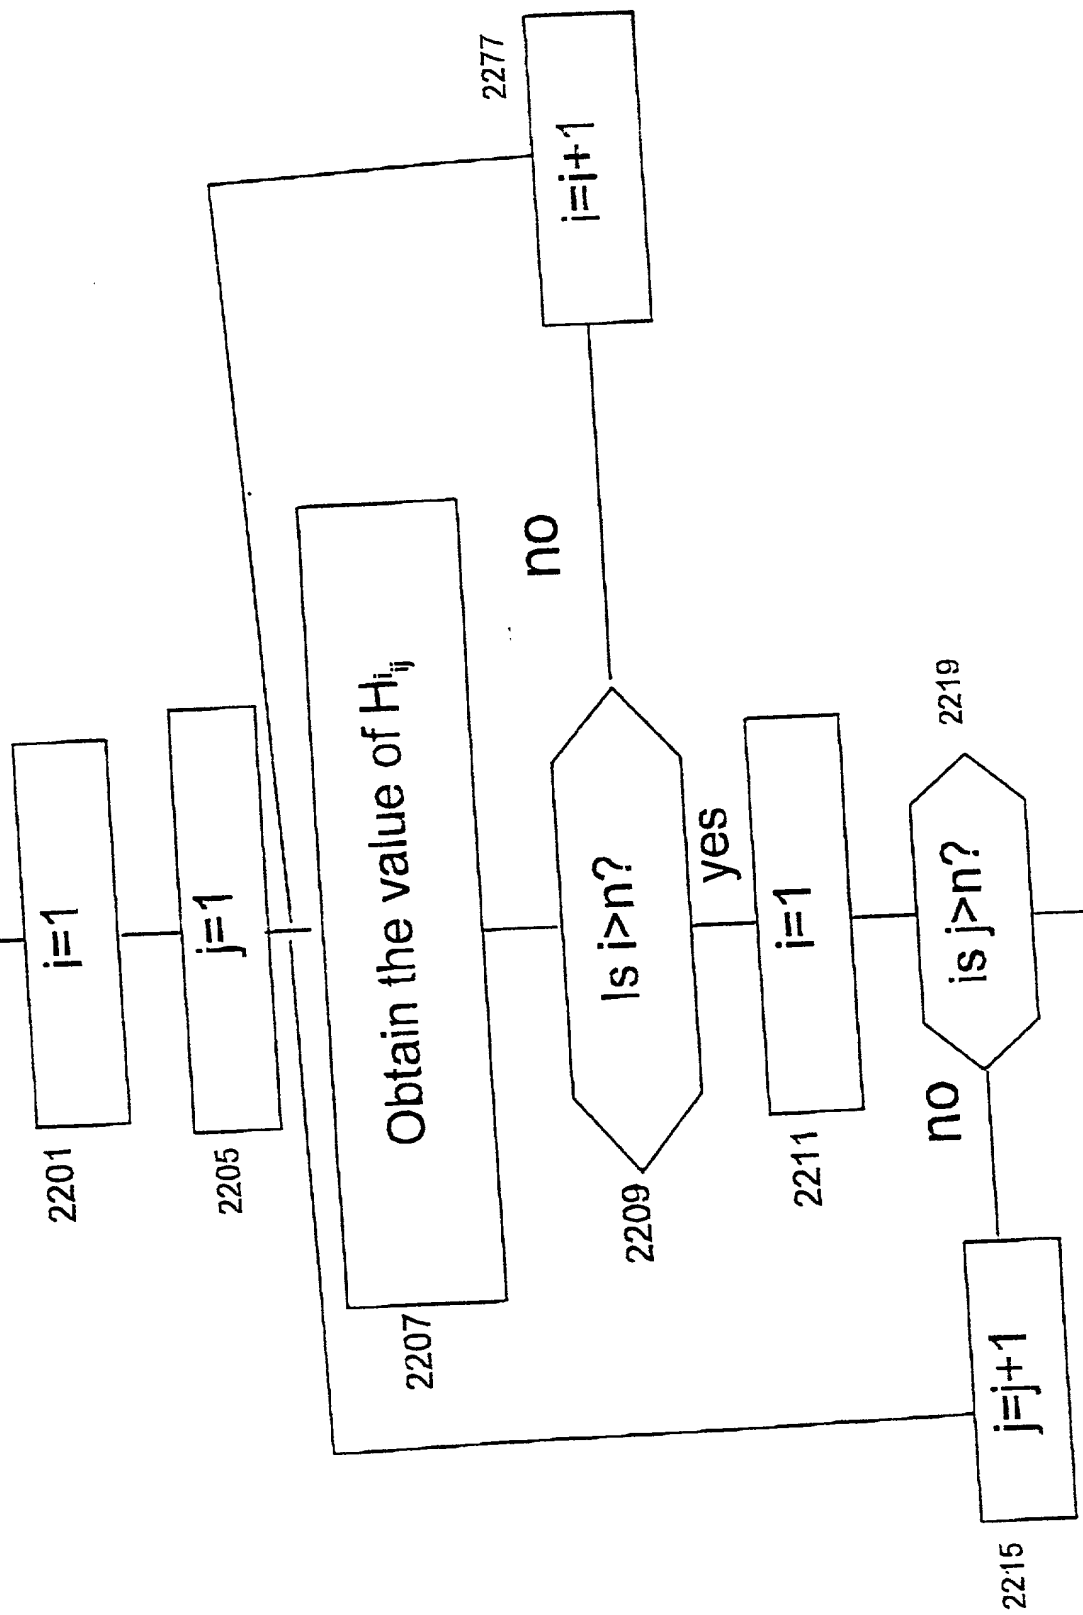 i=1
2201
j=1
2205
Obtain the value of Hiij
2207
Is i>n?
2209
no
i=i+1
2277
yes
i=1
2211
is j>n?
2219
no
j=j+1
2215